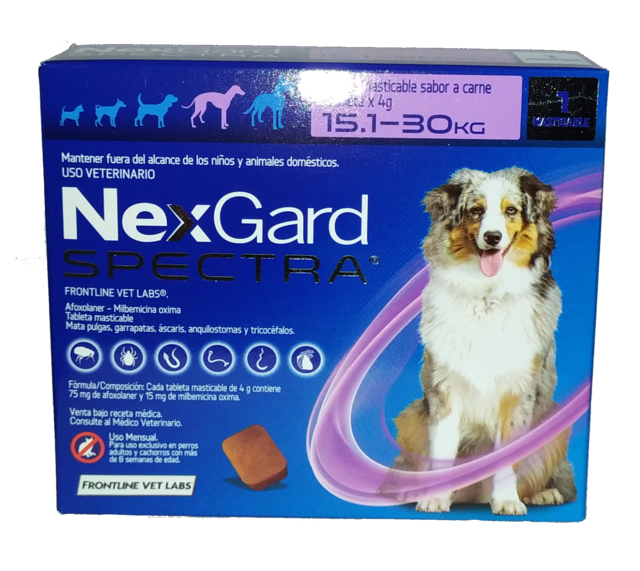 masticable sabor a carne
x 4g
15.1-30KG
1
MASTICABLE
Mantener fuera del alcance de los niños y animales domésticos.
USO VETERINARIO
NexGard
SPECTRA®
FRONTLINE VET LABS®.
Afoxolaner - Milbemicina oxima
Tableta masticable
Mata pulgas, garrapatas, áscaris, anquilostomas y tricocéfalos.
Fórmula/Composición: Cada tableta masticable de 4 g contiene
75 mg de afoxolaner y 15 mg de milbemicina oxima.
Venta bajo receta médica.
Consulte al Médico Veterinario.
Uso Mensual.
Para uso exclusivo en perros
adultos y cachorros con más
de 8 semanas de edad.
FRONTLINE VET LABS